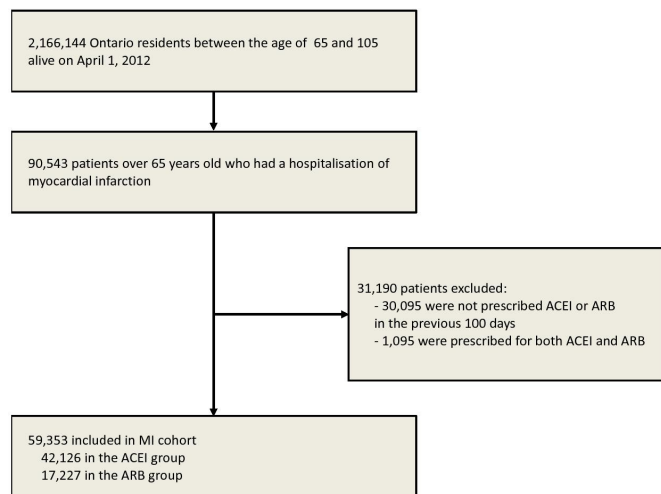 2,166,144 Ontario residents between the age of 65 and 105
alive on April 1, 2012
90,543 patients over 65 years old who had a hospitalisation of
myocardial infarction
31,190 patients excluded:
- 30,095 were not prescribed ACEI or ARB
in the previous 100 days
- 1,095 were prescribed for both ACEI and ARB
59,353 included in MI cohort
42,126 in the ACEI group
17,227 in the ARB group